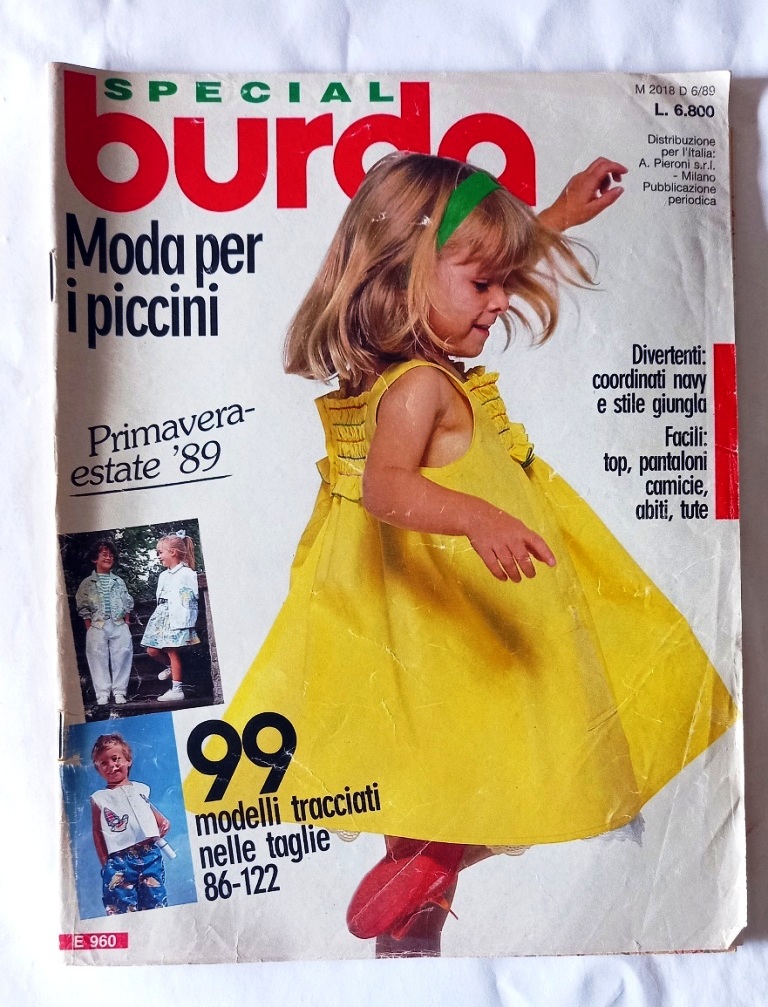 SPECIAL
burda
M 2018 D 6/89
L. 6.800
Distribuzione
per l'Italia:
A. Pieroni s.r.l.
- Milano
Pubblicazione
periodica
Moda per
i piccini
Primavera-
estate '89
Divertenti:
coordinati navy
e stile giungla
Facili:
top, pantaloni
camicie,
abiti, tute
99
modelli tracciati
nelle taglie
86-122
E 960